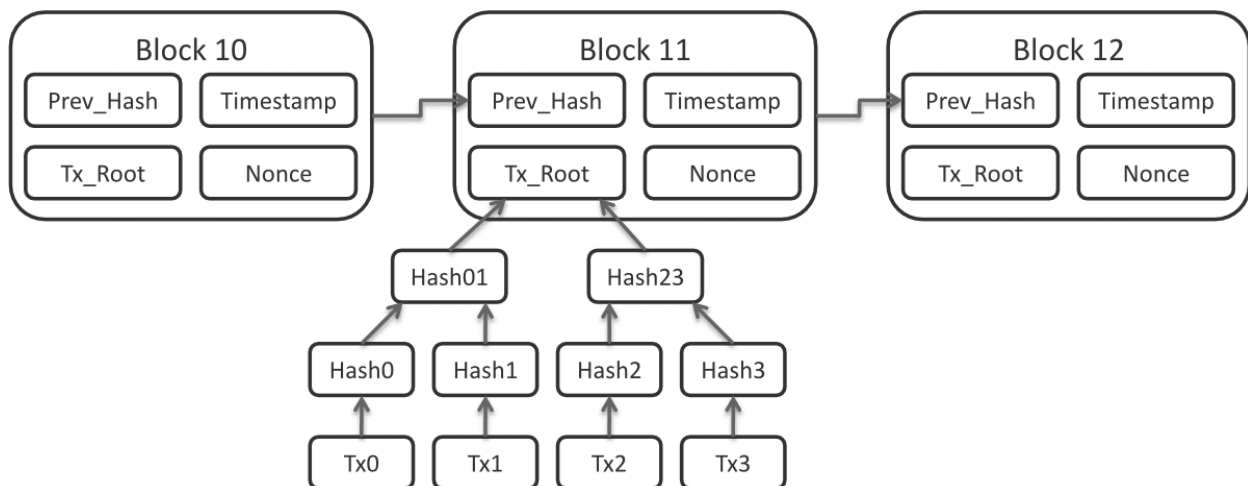 Block 10
Block 11
Block 12
Prev_Hash
Timestamp
Prev_Hash
Timestamp
Prev_Hash
Timestamp
Tx_Root
Nonce
Tx_Root
Nonce
Tx_Root
Nonce
Hash01
Hash23
Hash0
Hash1
Hash2
Hash3
Tx0
Tx1
Tx2
Tx3